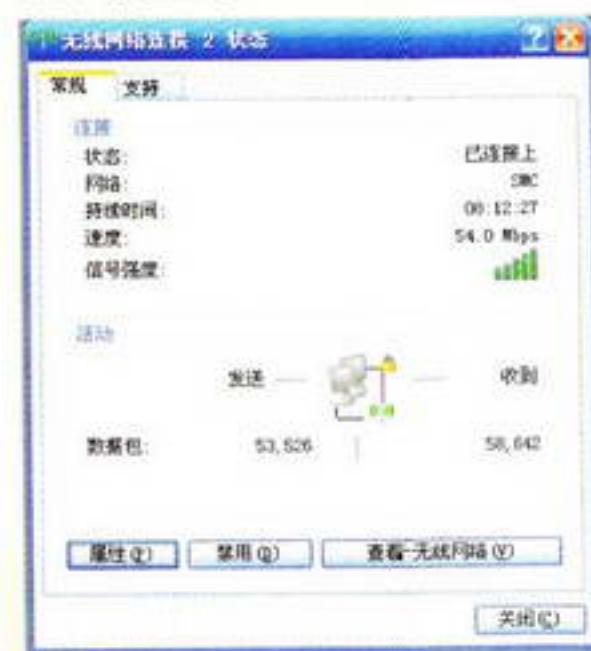 无线网络连接 2 状态
常规 支持
连接
状态: 已连接上
网络: SMC
持续时间: 08:12:27
速度: 54.0 Mbps
信号强度:
活动
发送 — — 收到
数据包: 53,526 | 58,642
属性(P) 禁用(D) 查看无线网络(V)
关闭(C)